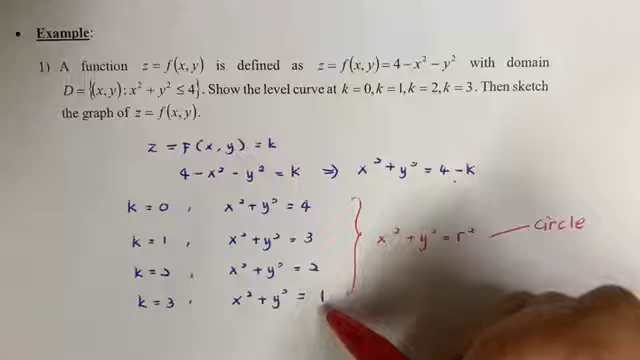 • Example:
1) A function z = f(x, y) is defined as z = f(x, y) = 4 − x² − y² with domain
D = {(x, y): x² + y² ≤ 4}. Show the level curve at k = 0, k = 1, k = 2, k = 3. Then sketch
the graph of z = f(x, y).
z = F(x, y) = k
4 − x² − y² = k ⇒ x² + y² = 4 − k
k = 0, x² + y² = 4
k = 1, x² + y² = 3
x² + y² = r² — circle
k = 2, x² + y² = 2
k = 3, x² + y² = 1